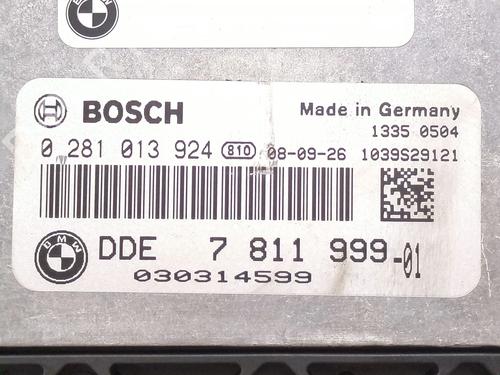 BOSCH
Made in Germany
1335 0504
0 281 013 924 810 08-09-26 1039S29121
BMW
DDE 7 811 999-01
030314599